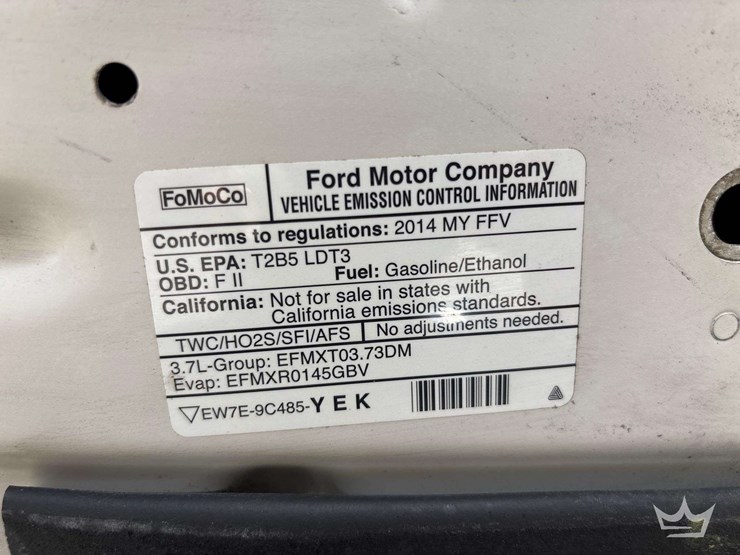 FoMoCo
Ford Motor Company
VEHICLE EMISSION CONTROL INFORMATION
Conforms to regulations: 2014 MY FFV
U.S. EPA: T2B5 LDT3
OBD: F II Fuel: Gasoline/Ethanol
California: Not for sale in states with
California emissions standards.
TWC/HO2S/SFI/AFS No adjustments needed.
3.7L-Group: EFMXT03.73DM
Evap: EFMXR0145GBV
EW7E-9C485-Y E K